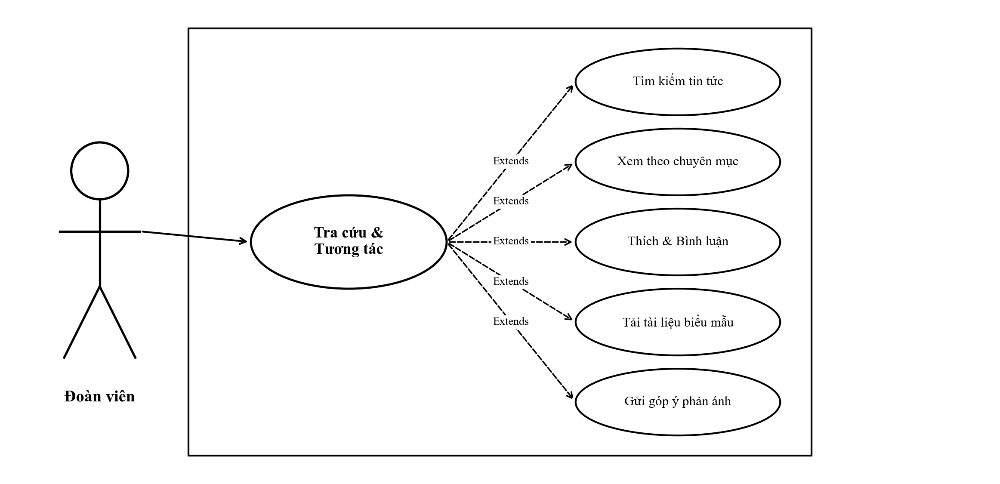 Tìm kiếm tin tức
Extends
Xem theo chuyên mục
Extends
Tra cứu &
Tương tác
Extends
Thích & Bình luận
Extends
Tải tài liệu biểu mẫu
Extends
Gửi góp ý phản ánh
Đoàn viên